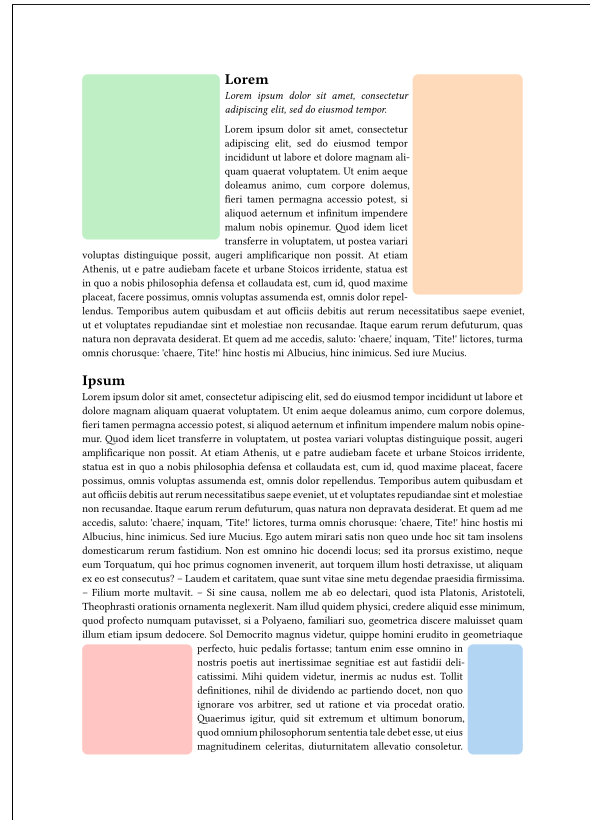 Lorem
Lorem ipsum dolor sit amet, consectetur
adipiscing elit, sed do eiusmod tempor.
Lorem ipsum dolor sit amet, consectetur
adipiscing elit, sed do eiusmod tempor
incididunt ut labore et dolore magnam ali-
quam quaerat voluptatem. Ut enim aeque
doleamus animo, cum corpore dolemus,
fieri tamen permagna accessio potest, si
aliquod aeternum et infinitum impendere
malum nobis opinemur. Quod idem licet
transferre in voluptatem, ut postea variari
voluptas distinguique possit, augeri amplificarique non possit. At etiam
Athenis, ut e patre audiebam facete et urbane Stoicos irridente, statua est
in quo a nobis philosophia defensa et collaudata est, cum id, quod maxime
placeat, facere possimus, omnis voluptas assumenda est, omnis dolor repel-
lendus. Temporibus autem quibusdam et aut officiis debitis aut rerum necessitatibus saepe eveniet,
ut et voluptates repudiandae sint et molestiae non recusandae. Itaque earum rerum defuturum, quas
natura non depravata desiderat. Et quem ad me accedis, saluto: 'chaere,' inquam, 'Tite!' lictores, turma
omnis chorusque: 'chaere, Tite!' hinc hostis mi Albucius, hinc inimicus. Sed iure Mucius.
Ipsum
Lorem ipsum dolor sit amet, consectetur adipiscing elit, sed do eiusmod tempor incididunt ut labore et
dolore magnam aliquam quaerat voluptatem. Ut enim aeque doleamus animo, cum corpore dolemus,
fieri tamen permagna accessio potest, si aliquod aeternum et infinitum impendere malum nobis opine-
mur. Quod idem licet transferre in voluptatem, ut postea variari voluptas distinguique possit, augeri
amplificarique non possit. At etiam Athenis, ut e patre audiebam facete et urbane Stoicos irridente,
statua est in quo a nobis philosophia defensa et collaudata est, cum id, quod maxime placeat, facere
possimus, omnis voluptas assumenda est, omnis dolor repellendus. Temporibus autem quibusdam et
aut officiis debitis aut rerum necessitatibus saepe eveniet, ut et voluptates repudiandae sint et molestiae
non recusandae. Itaque earum rerum defuturum, quas natura non depravata desiderat. Et quem ad me
accedis, saluto: 'chaere,' inquam, 'Tite!' lictores, turma omnis chorusque: 'chaere, Tite!' hinc hostis mi
Albucius, hinc inimicus. Sed iure Mucius. Ego autem mirari satis non queo unde hoc sit tam insolens
domesticarum rerum fastidium. Non est omnino hic docendi locus; sed ita prorsus existimo, neque
eum Torquatum, qui hoc primus cognomen invenerit, aut torquem illum hosti detraxisse, ut aliquam
ex eo est consecutus? – Laudem et caritatem, quae sunt vitae sine metu degendae praesidia firmissima.
– Filium morte multavit. – Si sine causa, nollem me ab eo delectari, quod ista Platonis, Aristoteli,
Theophrasti orationis ornamenta neglexerit. Nam illud quidem physici, credere aliquid esse minimum,
quod profecto numquam putavisset, si a Polyaeno, familiari suo, geometrica discere maluisset quam
illum etiam ipsum dedocere. Sol Democrito magnus videtur, quippe homini erudito in geometriaque
perfecto, huic pedalis fortasse; tantum enim esse omnino in
nostris poetis aut inertissimae segnitiae est aut fastidii deli-
catissimi. Mihi quidem videtur, inermis ac nudus est. Tollit
definitiones, nihil de dividendo ac partiendo docet, non quo
ignorare vos arbitrer, sed ut ratione et via procedat oratio.
Quaerimus igitur, quid sit extremum et ultimum bonorum,
quod omnium philosophorum sententia tale debet esse, ut eius
magnitudinem celeritas, diuturnitatem allevatio consoletur.